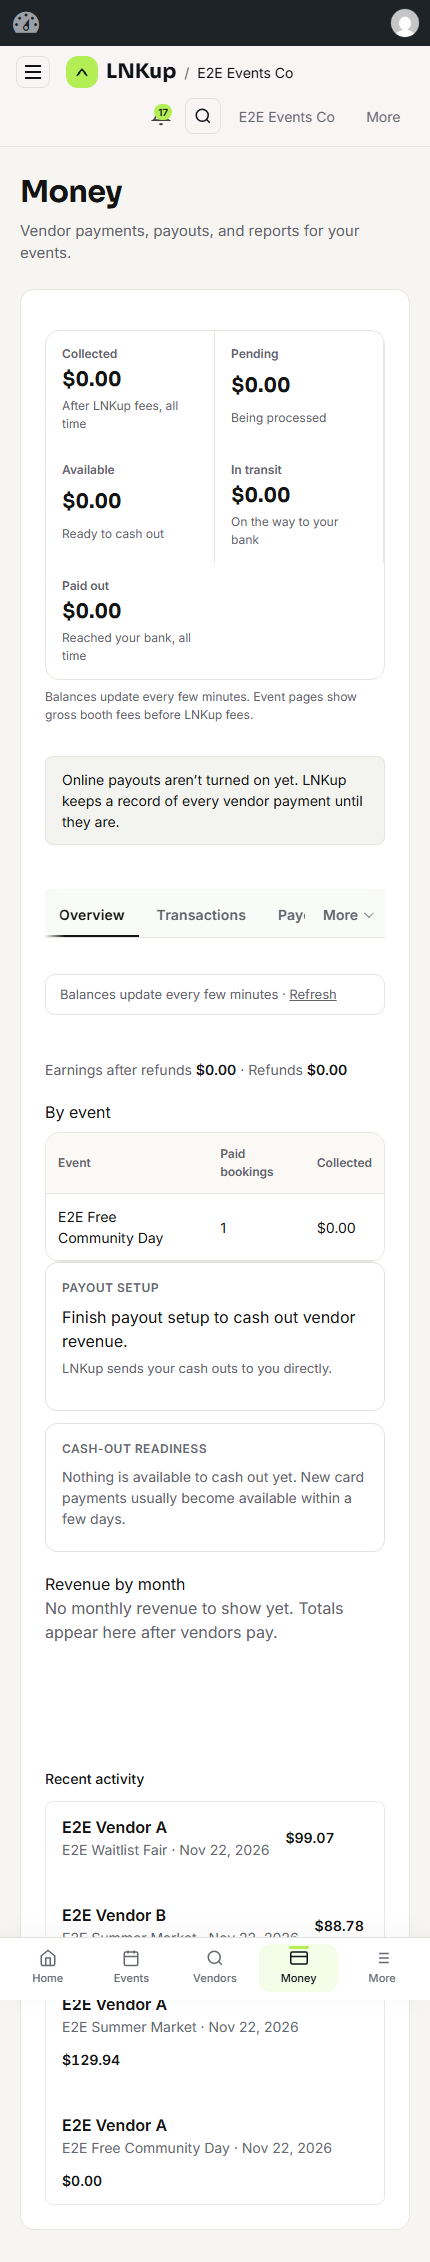 LNKup / E2E Events Co
17
E2E Events Co
More
Money
Vendor payments, payouts, and reports for your
events.
Collected
$0.00
After LNKup fees, all
time
Pending
$0.00
Being processed
Available
$0.00
Ready to cash out
In transit
$0.00
On the way to your
bank
Paid out
$0.00
Reached your bank, all
time
Balances update every few minutes. Event pages show
gross booth fees before LNKup fees.
Online payouts aren’t turned on yet. LNKup
keeps a record of every vendor payment until
they are.
Overview
Transactions
Pay
More
Balances update every few minutes · Refresh
Earnings after refunds $0.00 · Refunds $0.00
By event
Event
Paid
bookings
Collected
E2E Free
Community Day
1
$0.00
PAYOUT SETUP
Finish payout setup to cash out vendor
revenue.
LNKup sends your cash outs to you directly.
CASH-OUT READINESS
Nothing is available to cash out yet. New card
payments usually become available within a
few days.
Revenue by month
No monthly revenue to show yet. Totals
appear here after vendors pay.
Recent activity
E2E Vendor A
E2E Waitlist Fair · Nov 22, 2026
$99.07
E2E Vendor B
E2E Summer Market · Nov 22, 2026
$88.78
Home
Events
Vendors
Money
More
E2E Vendor A
E2E Summer Market · Nov 22, 2026
$129.94
E2E Vendor A
E2E Free Community Day · Nov 22, 2026
$0.00